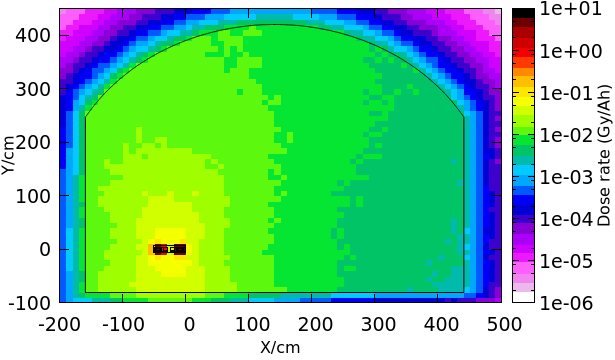 400
300
200
100
0
-100
Y/cm
-200 -100 0 100 200 300 400 500
X/cm
1e+01
1e+00
1e-01
1e-02
1e-03
1e-04
1e-05
1e-06
Dose rate (Gy/Ah)